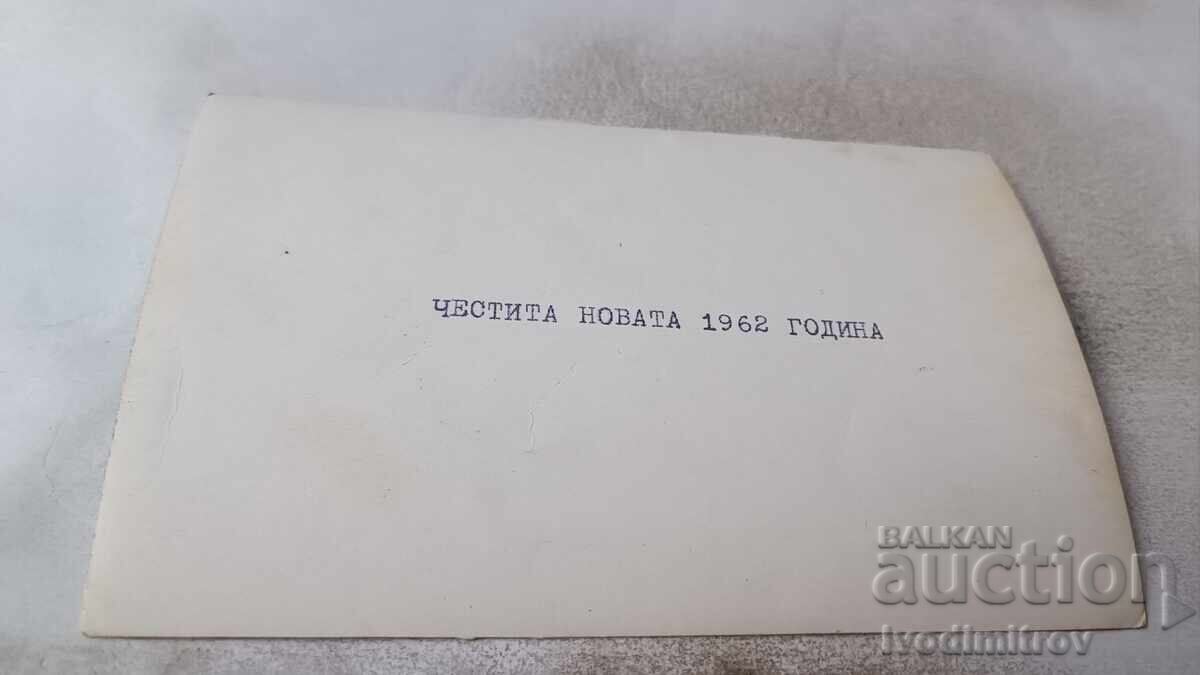 ЧЕСТИТА НОВАТА 1962 ГОДИНА
BALKAN
auction
Ivodimitrov